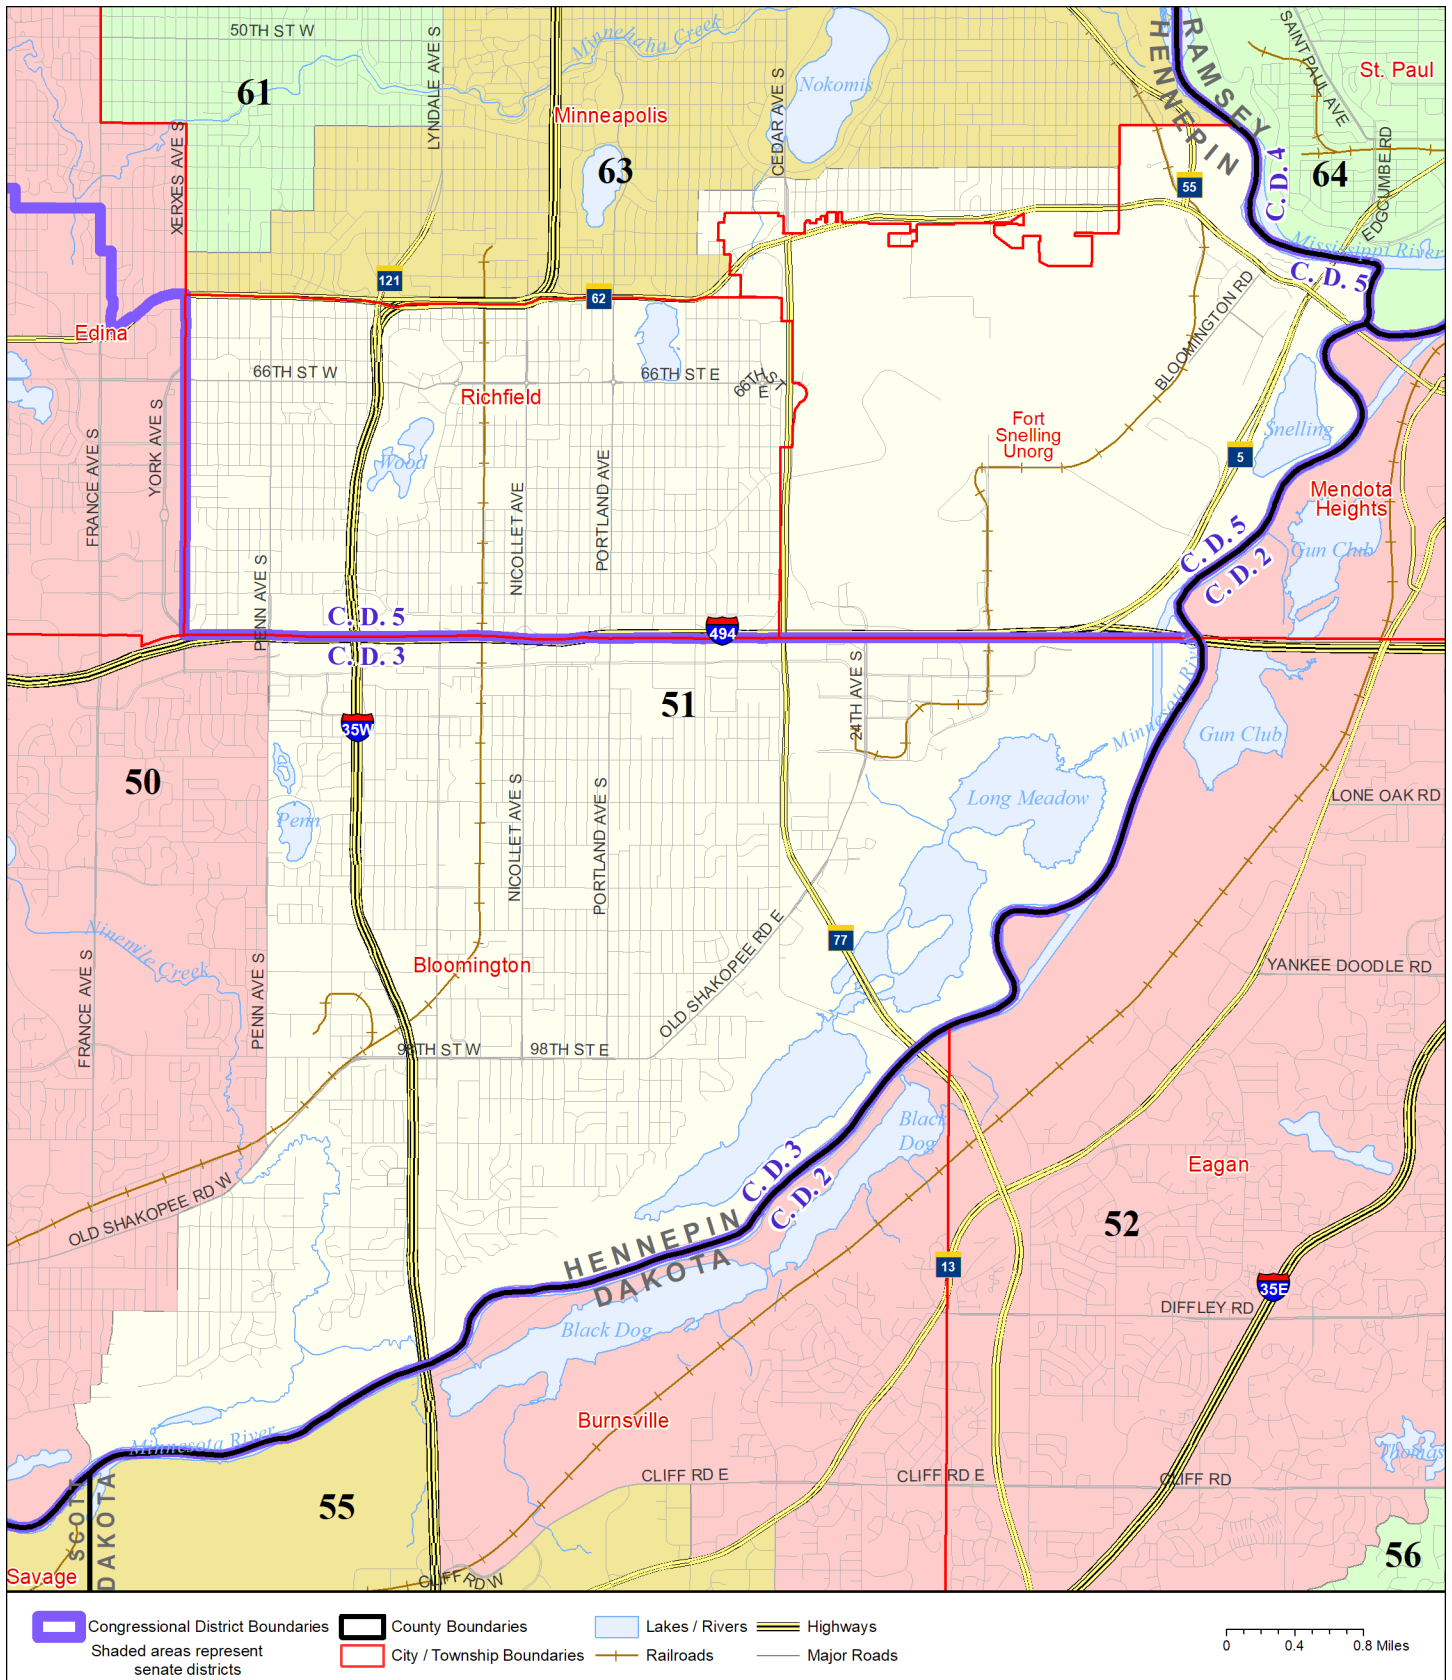 50TH ST W
LYNDALE AVE S
Minnehaha Creek
Nokomis
CEDAR AVE S
RAMSEY
HENNEPIN
SAINT PAUL AVE
St. Paul
61
Minneapolis
63
XERXES AVE S
55
C. D. 4
64
EDGCUMBE RD
Mississippi River
C. D. 5
121
62
BLOOMINGTON RD
Edina
66TH ST W
66TH ST E
66TH ST
E
Richfield
Fort
Snelling
Unorg
Snelling
5
Wood
FRANCE AVE S
YORK AVE S
NICOLLET AVE
PORTLAND AVE
Mendota
Heights
Gun Club
C. D. 5
C. D. 2
PENN AVE S
C. D. 5
C. D. 3
494
51
24TH AVE S
Minnesota River
Gun Club
35W
50
Penn
NICOLLET AVE S
PORTLAND AVE S
Long Meadow
LONE OAK RD
Ninemile Creek
FRANCE AVE S
PENN AVE S
Bloomington
OLD SHAKOPEE RD E
77
YANKEE DOODLE RD
98TH ST W
98TH ST E
Black
Dog
C. D. 3
C. D. 2
Eagan
OLD SHAKOPEE RD W
HENNEPIN
DAKOTA
52
13
35E
DIFFLEY RD
Black Dog
Burnsville
Minnesota River
Thomas
CLIFF RD E
CLIFF RD E
CLIFF RD
SCOTT
DAKOTA
55
56
Savage
CLIFF RD W
Congressional District Boundaries
County Boundaries
Lakes / Rivers
Highways
Shaded areas represent
senate districts
City / Township Boundaries
Railroads
Major Roads
0 0.4 0.8 Miles